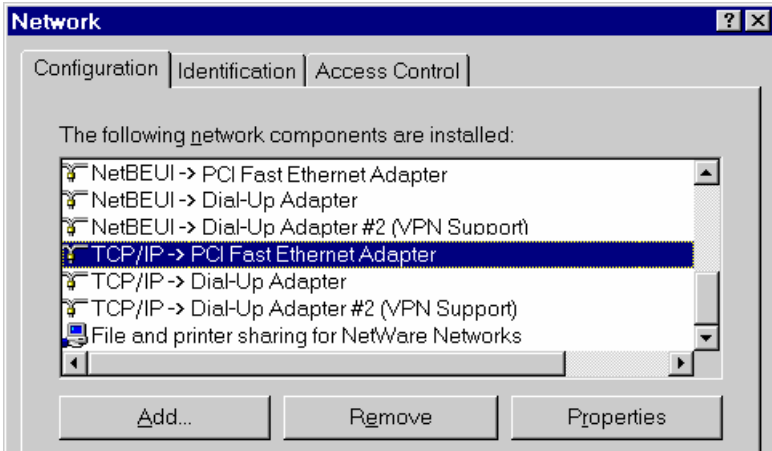 Network
Configuration Identification Access Control
The following network components are installed:
NetBEUI -> PCI Fast Ethernet Adapter
NetBEUI -> Dial-Up Adapter
NetBEUI -> Dial-Up Adapter #2 (VPN Support)
TCP/IP -> PCI Fast Ethernet Adapter
TCP/IP -> Dial-Up Adapter
TCP/IP -> Dial-Up Adapter #2 (VPN Support)
File and printer sharing for NetWare Networks
Add... Remove Properties